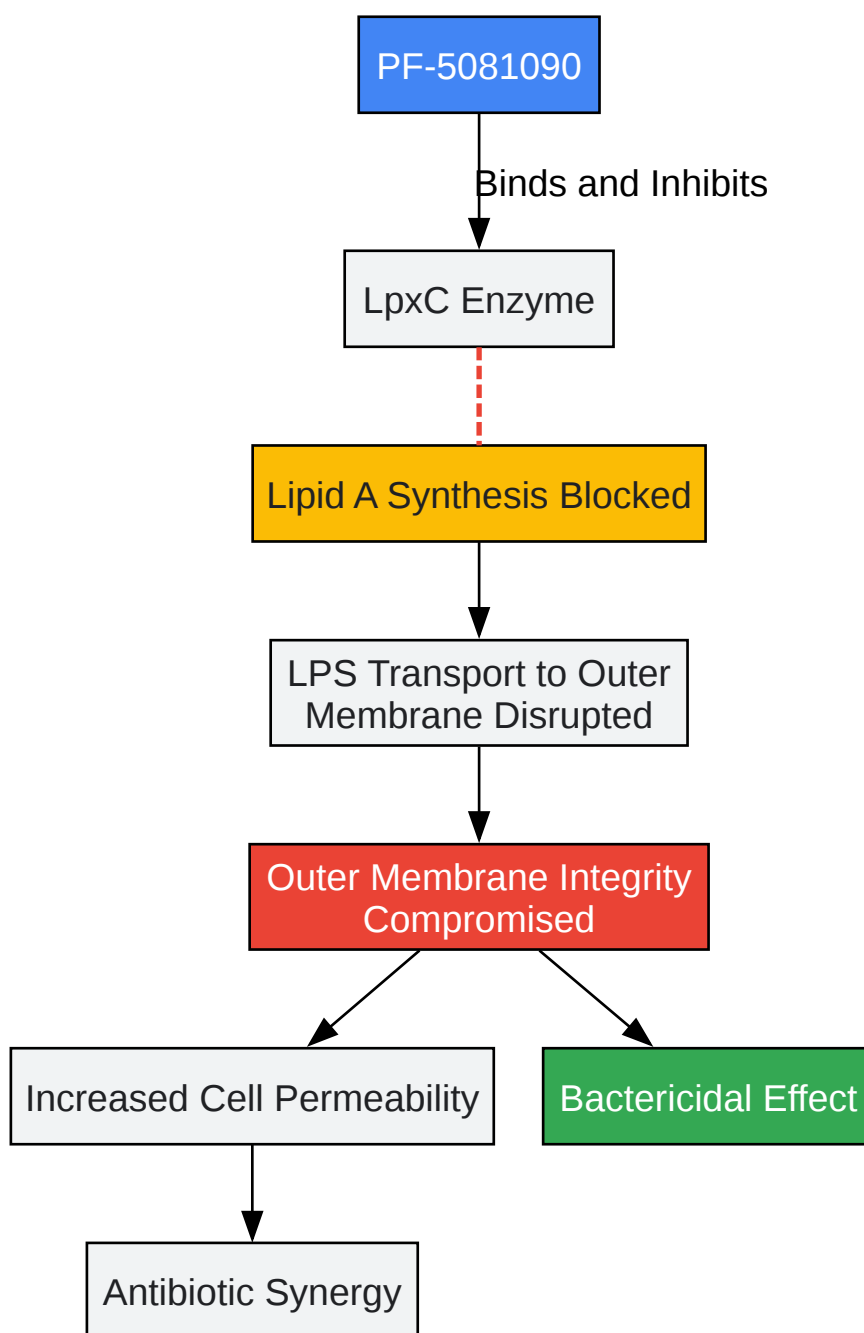 PF-5081090
Binds and Inhibits
LpxC Enzyme
Lipid A Synthesis Blocked
LPS Transport to Outer
Membrane Disrupted
Outer Membrane Integrity
Compromised
Increased Cell Permeability
Bactericidal Effect
Antibiotic Synergy